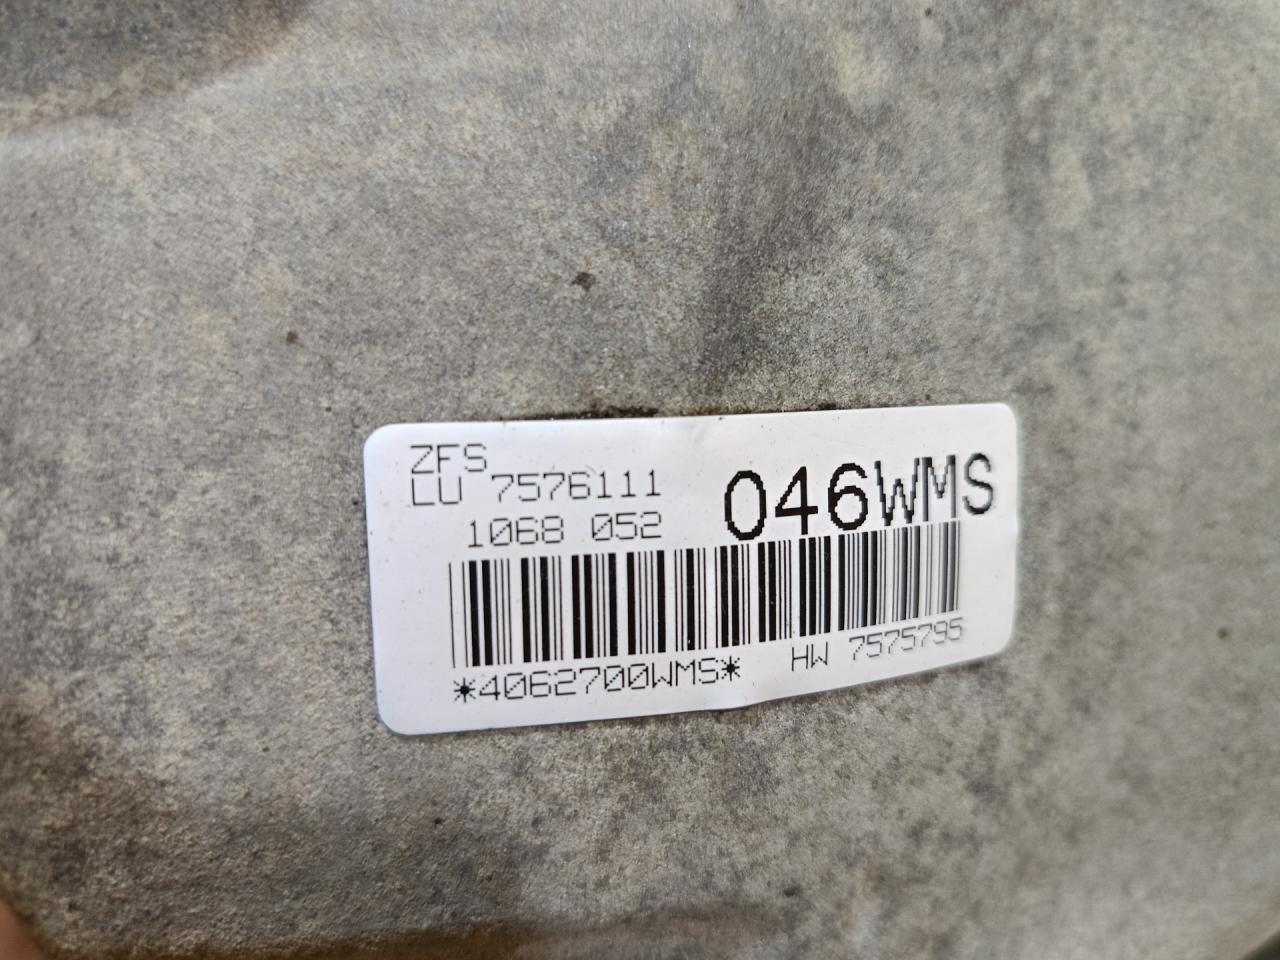 ZFS
LU 7576111
1068 052
046WMS
*4062700WMS*
HW 7575795